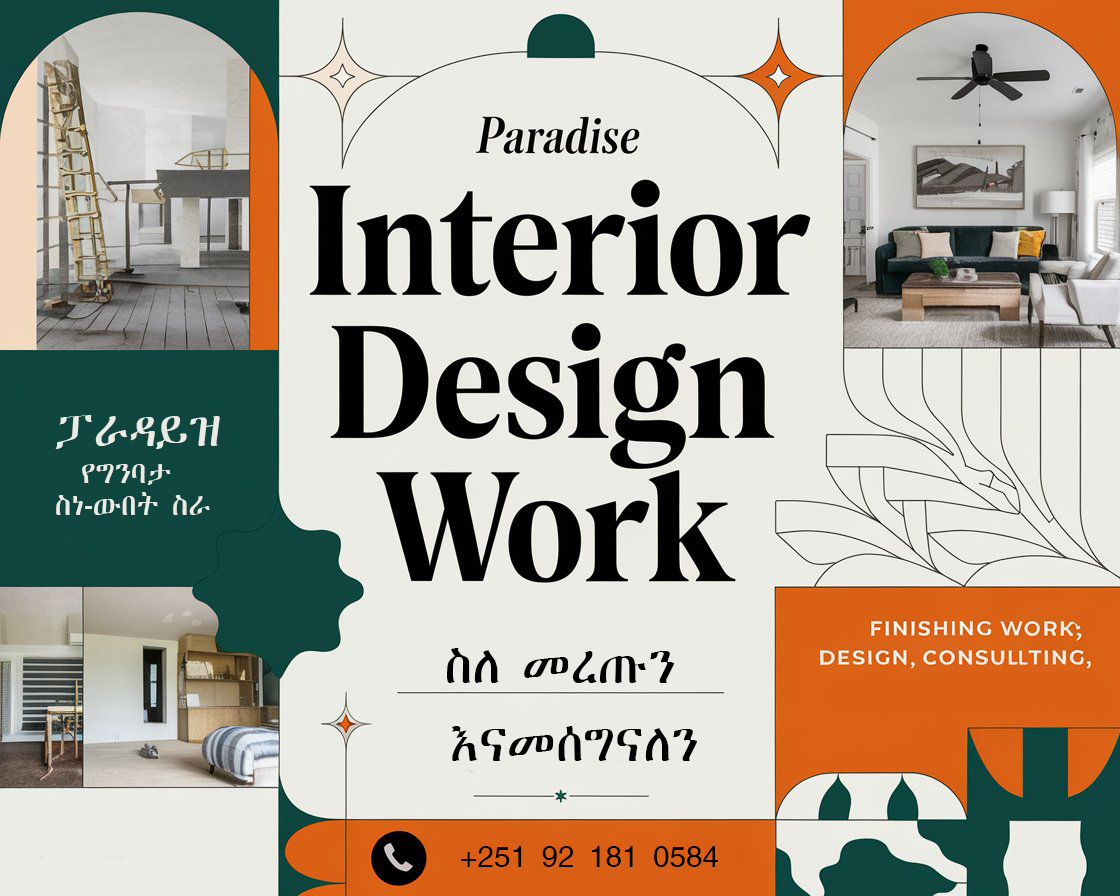 Paradise
Interior
Design
Work
ፓራዳይዝ
የግንባታ
ስነ-ውበት ስራ
FINISHING WORK;
DESIGN, CONSULLTING,
ስለ መረጡን
እናመሰግናለን
+251 92 181 0584